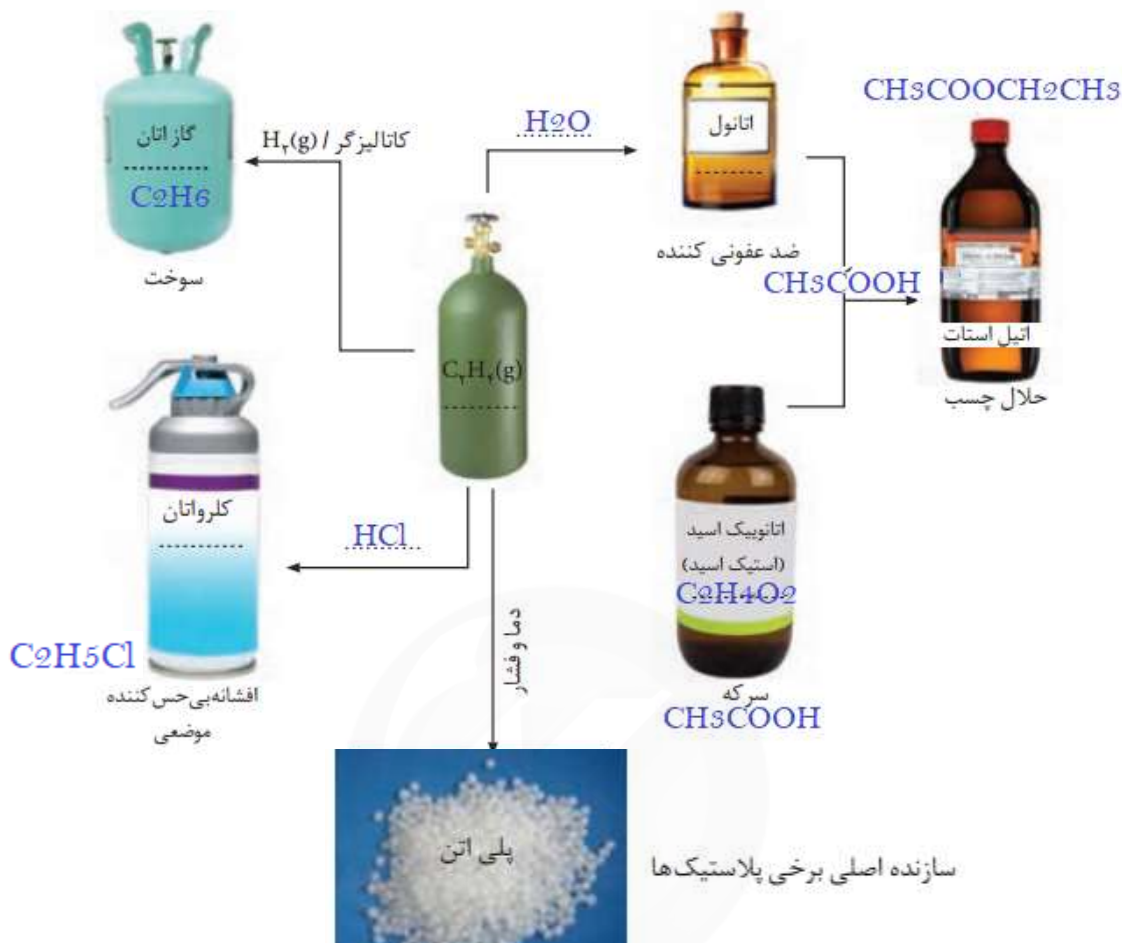 گاز اتان
C2H6
سوخت
کاتالیزگر / H۲(g)
H2O
اتانول
ضد عفونی کننده
CH3COOCH2CH3
CH3COOH
اتیل استات
حلال چسب
C۲H۴(g)
کلرواتان
C2H5Cl
افشانه بی‌حس کننده
موضعی
HCl
دما و فشار
اتانوییک اسید
(استیک اسید)
C2H4O2
سرکه
CH3COOH
پلی اتن
سازنده اصلی برخی پلاستیک‌ها